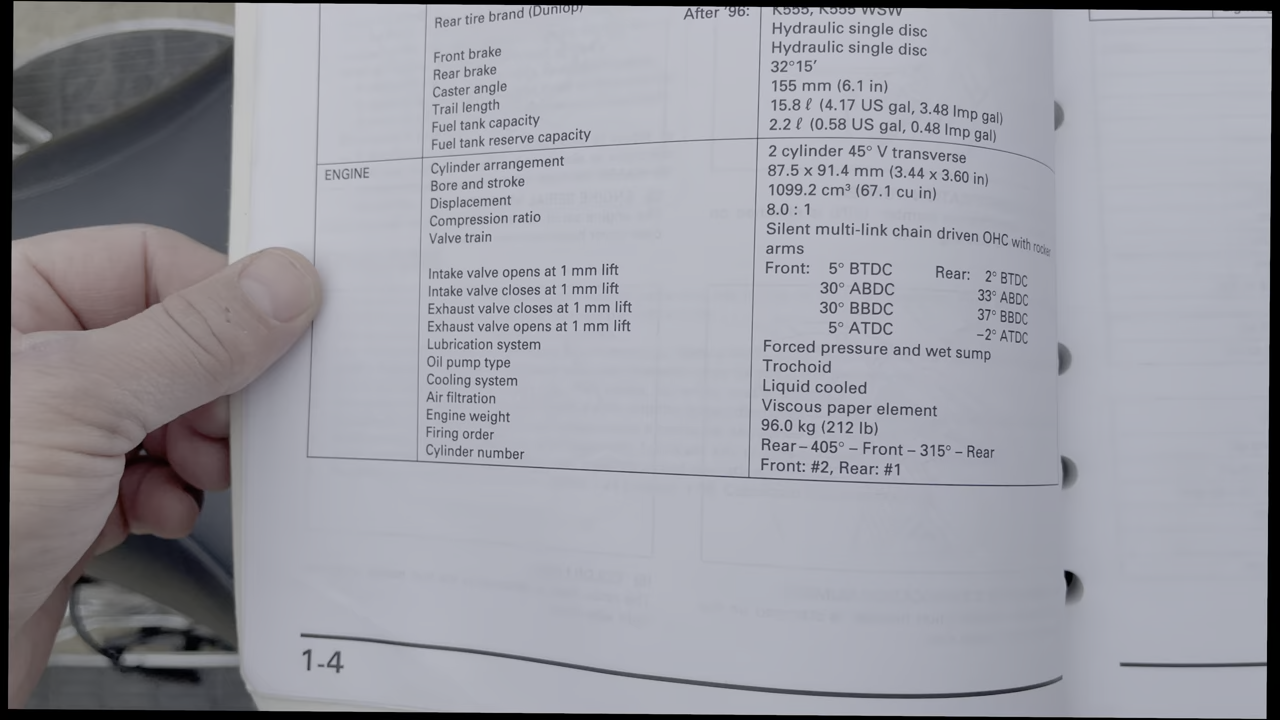 Rear tire brand (Dunlop) After '96: K555, K555 WSW
Front brake Hydraulic single disc
Rear brake Hydraulic single disc
Caster angle 32°15′
Trail length 155 mm (6.1 in)
Fuel tank capacity 15.8 ℓ (4.17 US gal, 3.48 Imp gal)
Fuel tank reserve capacity 2.2 ℓ (0.58 US gal, 0.48 Imp gal)
ENGINE Cylinder arrangement 2 cylinder 45° V transverse
Bore and stroke 87.5 x 91.4 mm (3.44 x 3.60 in)
Displacement 1099.2 cm³ (67.1 cu in)
Compression ratio 8.0 : 1
Valve train Silent multi-link chain driven OHC with rocker
arms
Intake valve opens at 1 mm lift Front: 5° BTDC Rear: 2° BTDC
Intake valve closes at 1 mm lift 30° ABDC 33° ABDC
Exhaust valve closes at 1 mm lift 30° BBDC 37° BBDC
Exhaust valve opens at 1 mm lift 5° ATDC –2° ATDC
Lubrication system Forced pressure and wet sump
Oil pump type Trochoid
Cooling system Liquid cooled
Air filtration Viscous paper element
Engine weight 96.0 kg (212 lb)
Firing order Rear – 405° – Front – 315° – Rear
Cylinder number Front: #2, Rear: #1
1-4